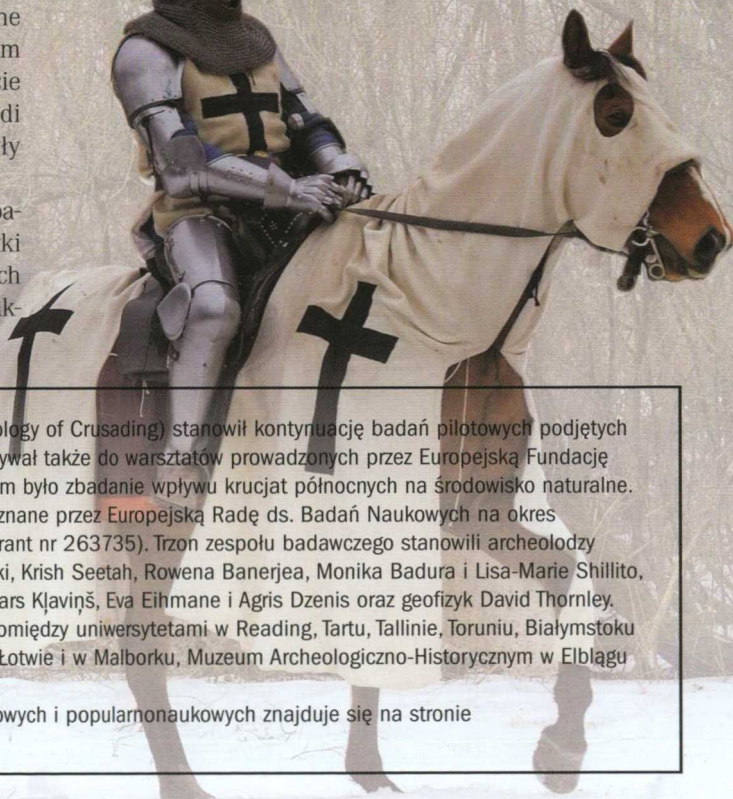 ne
m
zie
di
ły
pa-
ki
ch
ak-
ology of Crusading) stanowił kontynuację badań pilotowych podjętych
ywał także do warsztatów prowadzonych przez Europejską Fundację
m było zbadanie wpływu krucjat północnych na środowisko naturalne.
znane przez Europejską Radę ds. Badań Naukowych na okres
rant nr 263735). Trzon zespołu badawczego stanowili archeolodzy
ki, Krish Seetah, Rowena Banerjea, Monika Badura i Lisa-Marie Shillito,
ars Kļaviņš, Eva Eihmane i Agris Dzenis oraz geofizyk David Thornley.
omiędzy uniwersytetami w Reading, Tartu, Tallinie, Toruniu, Białymstoku
Łotwie i w Malborku, Muzeum Archeologiczno-Historycznym w Elblągu
owych i popularnonaukowych znajduje się na stronie